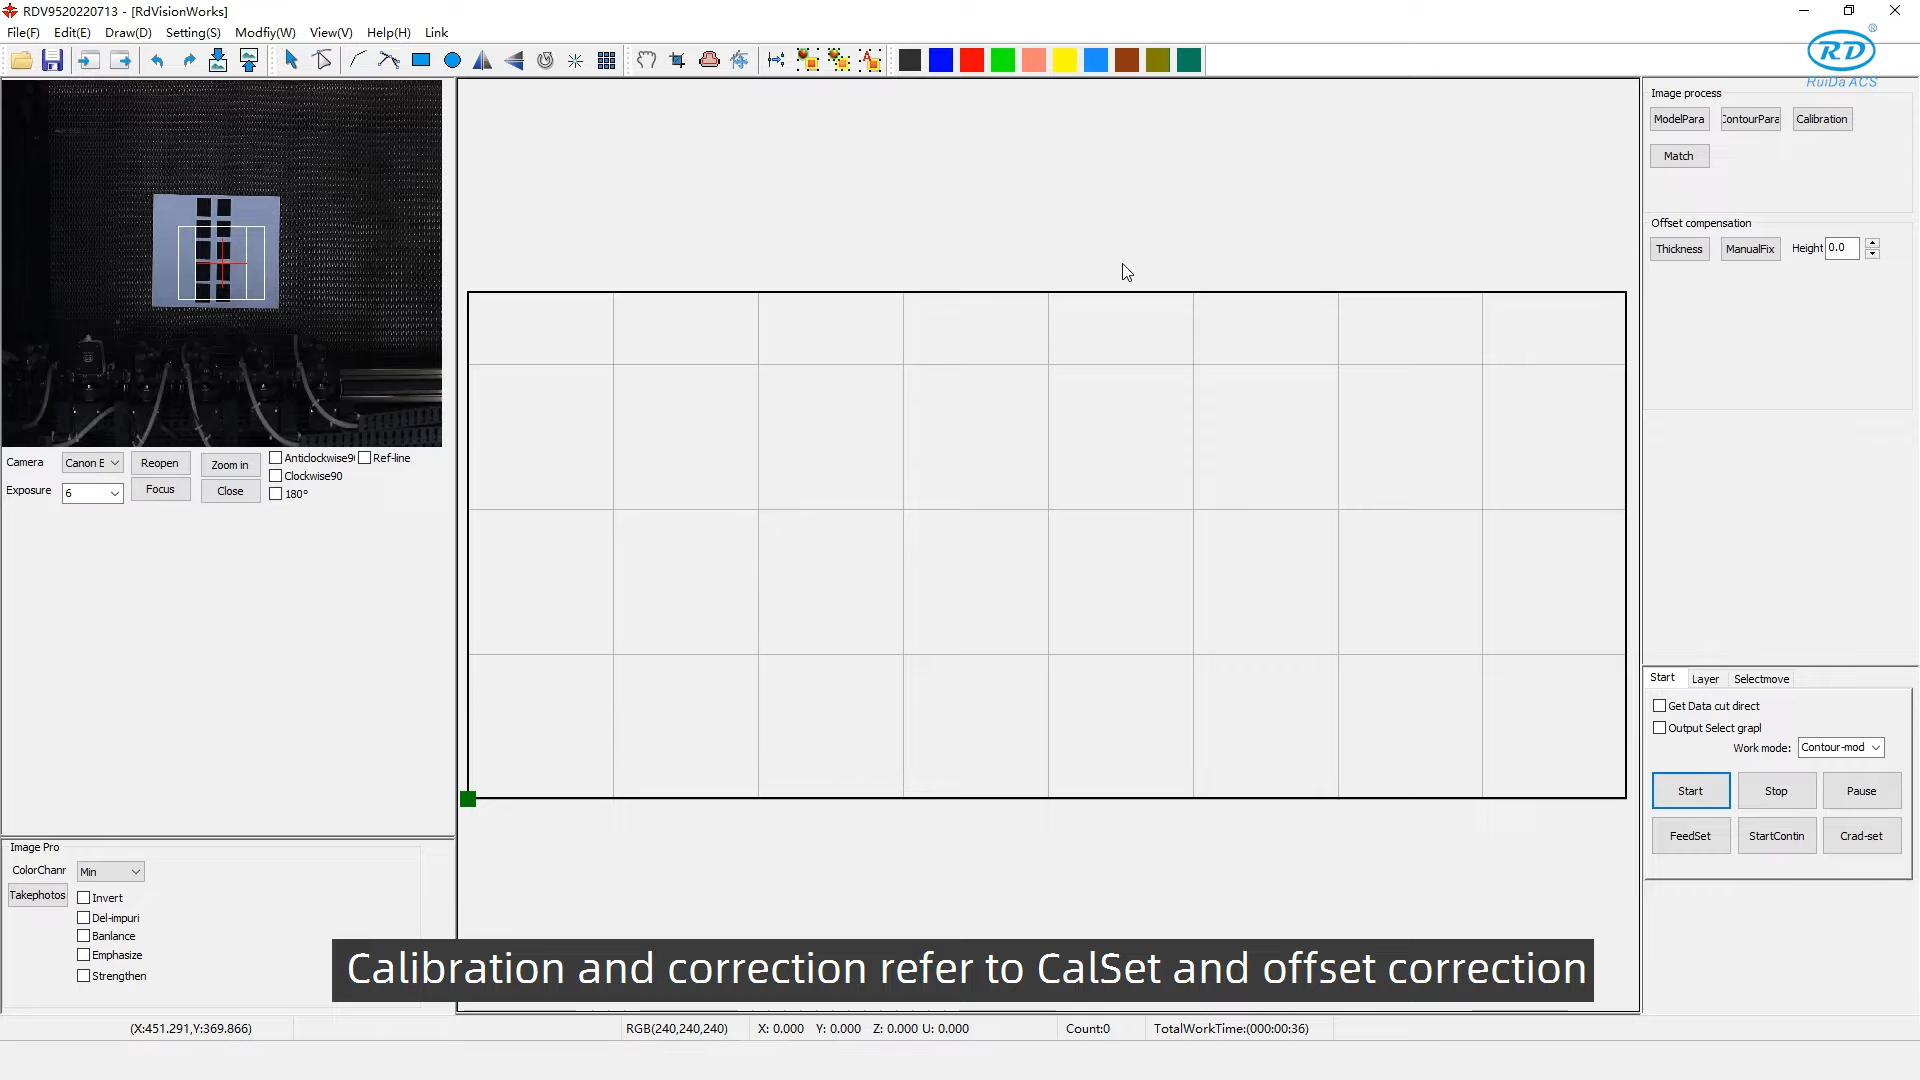 RDV9520220713 - [RdVisionWorks]
File(F) Edit(E) Draw(D) Setting(S) Modfiy(W) View(V) Help(H) Link
RD ®
RuiDa ACS
Image process
ModelPara ContourPara Calibration
Match
Offset compensation
Thickness ManualFix Height 0.0
Camera Canon E Reopen Zoom in Anticlockwise9 Ref-line
Clockwise90
Exposure 6 Focus Close 180°
Start Layer Selectmove
Get Data cut direct
Output Select grapl
Work mode: Contour-mod
Start Stop Pause
FeedSet StartContin Crad-set
Image Pro
ColorChanr Min
Takephotos Invert
Del-impuri
Banlance
Emphasize
Strengthen
Calibration and correction refer to CalSet and offset correction
(X:451.291,Y:369.866) RGB(240,240,240) X: 0.000 Y: 0.000 Z: 0.000 U: 0.000 Count:0 TotalWorkTime:(000:00:36)